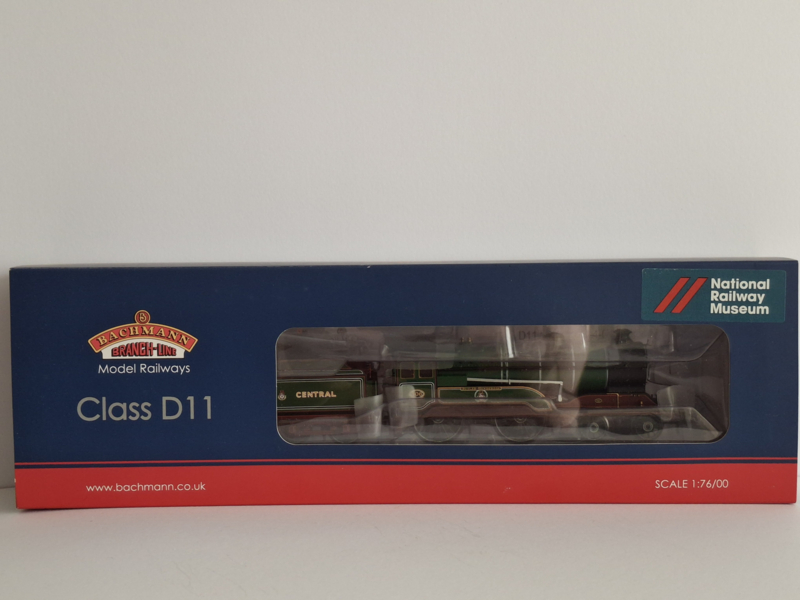 BACHMANN
BRANCH-LINE
Model Railways
Class D11
www.bachmann.co.uk
National
Railway
Museum
CENTRAL
SCALE 1:76/00